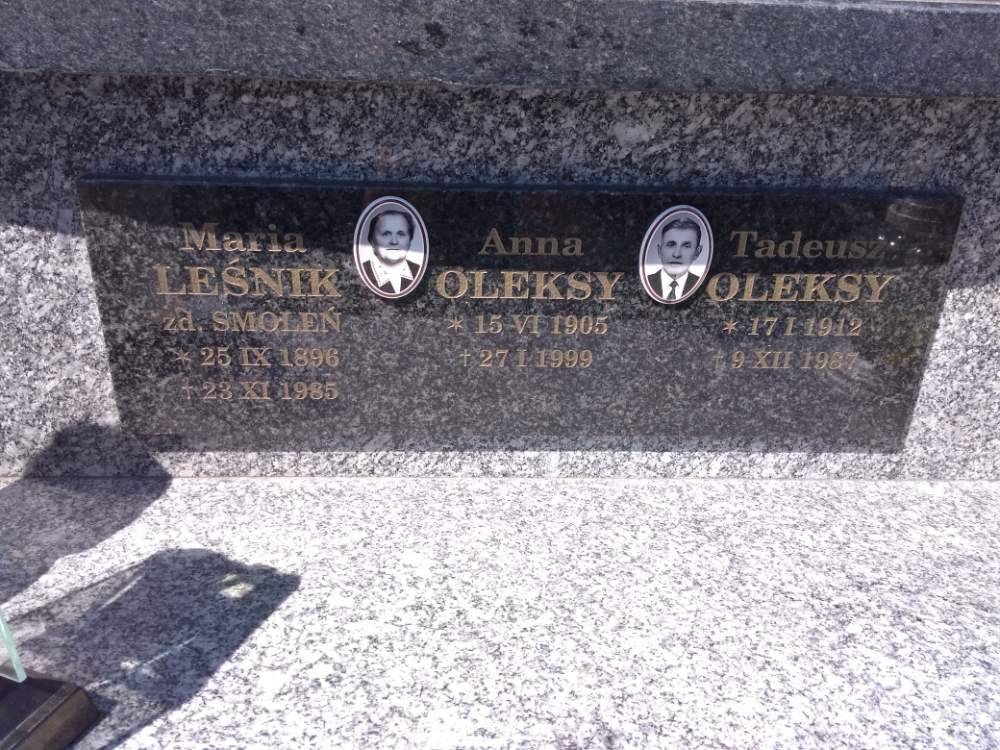 Maria
LEŚNIK
zd. SMOLEŃ
* 25 IX 1896
† 23 XI 1985
Anna
OLEKSY
* 15 VI 1905
† 27 I 1999
Tadeusz
OLEKSY
* 17 I 1912
† 9 XII 1987